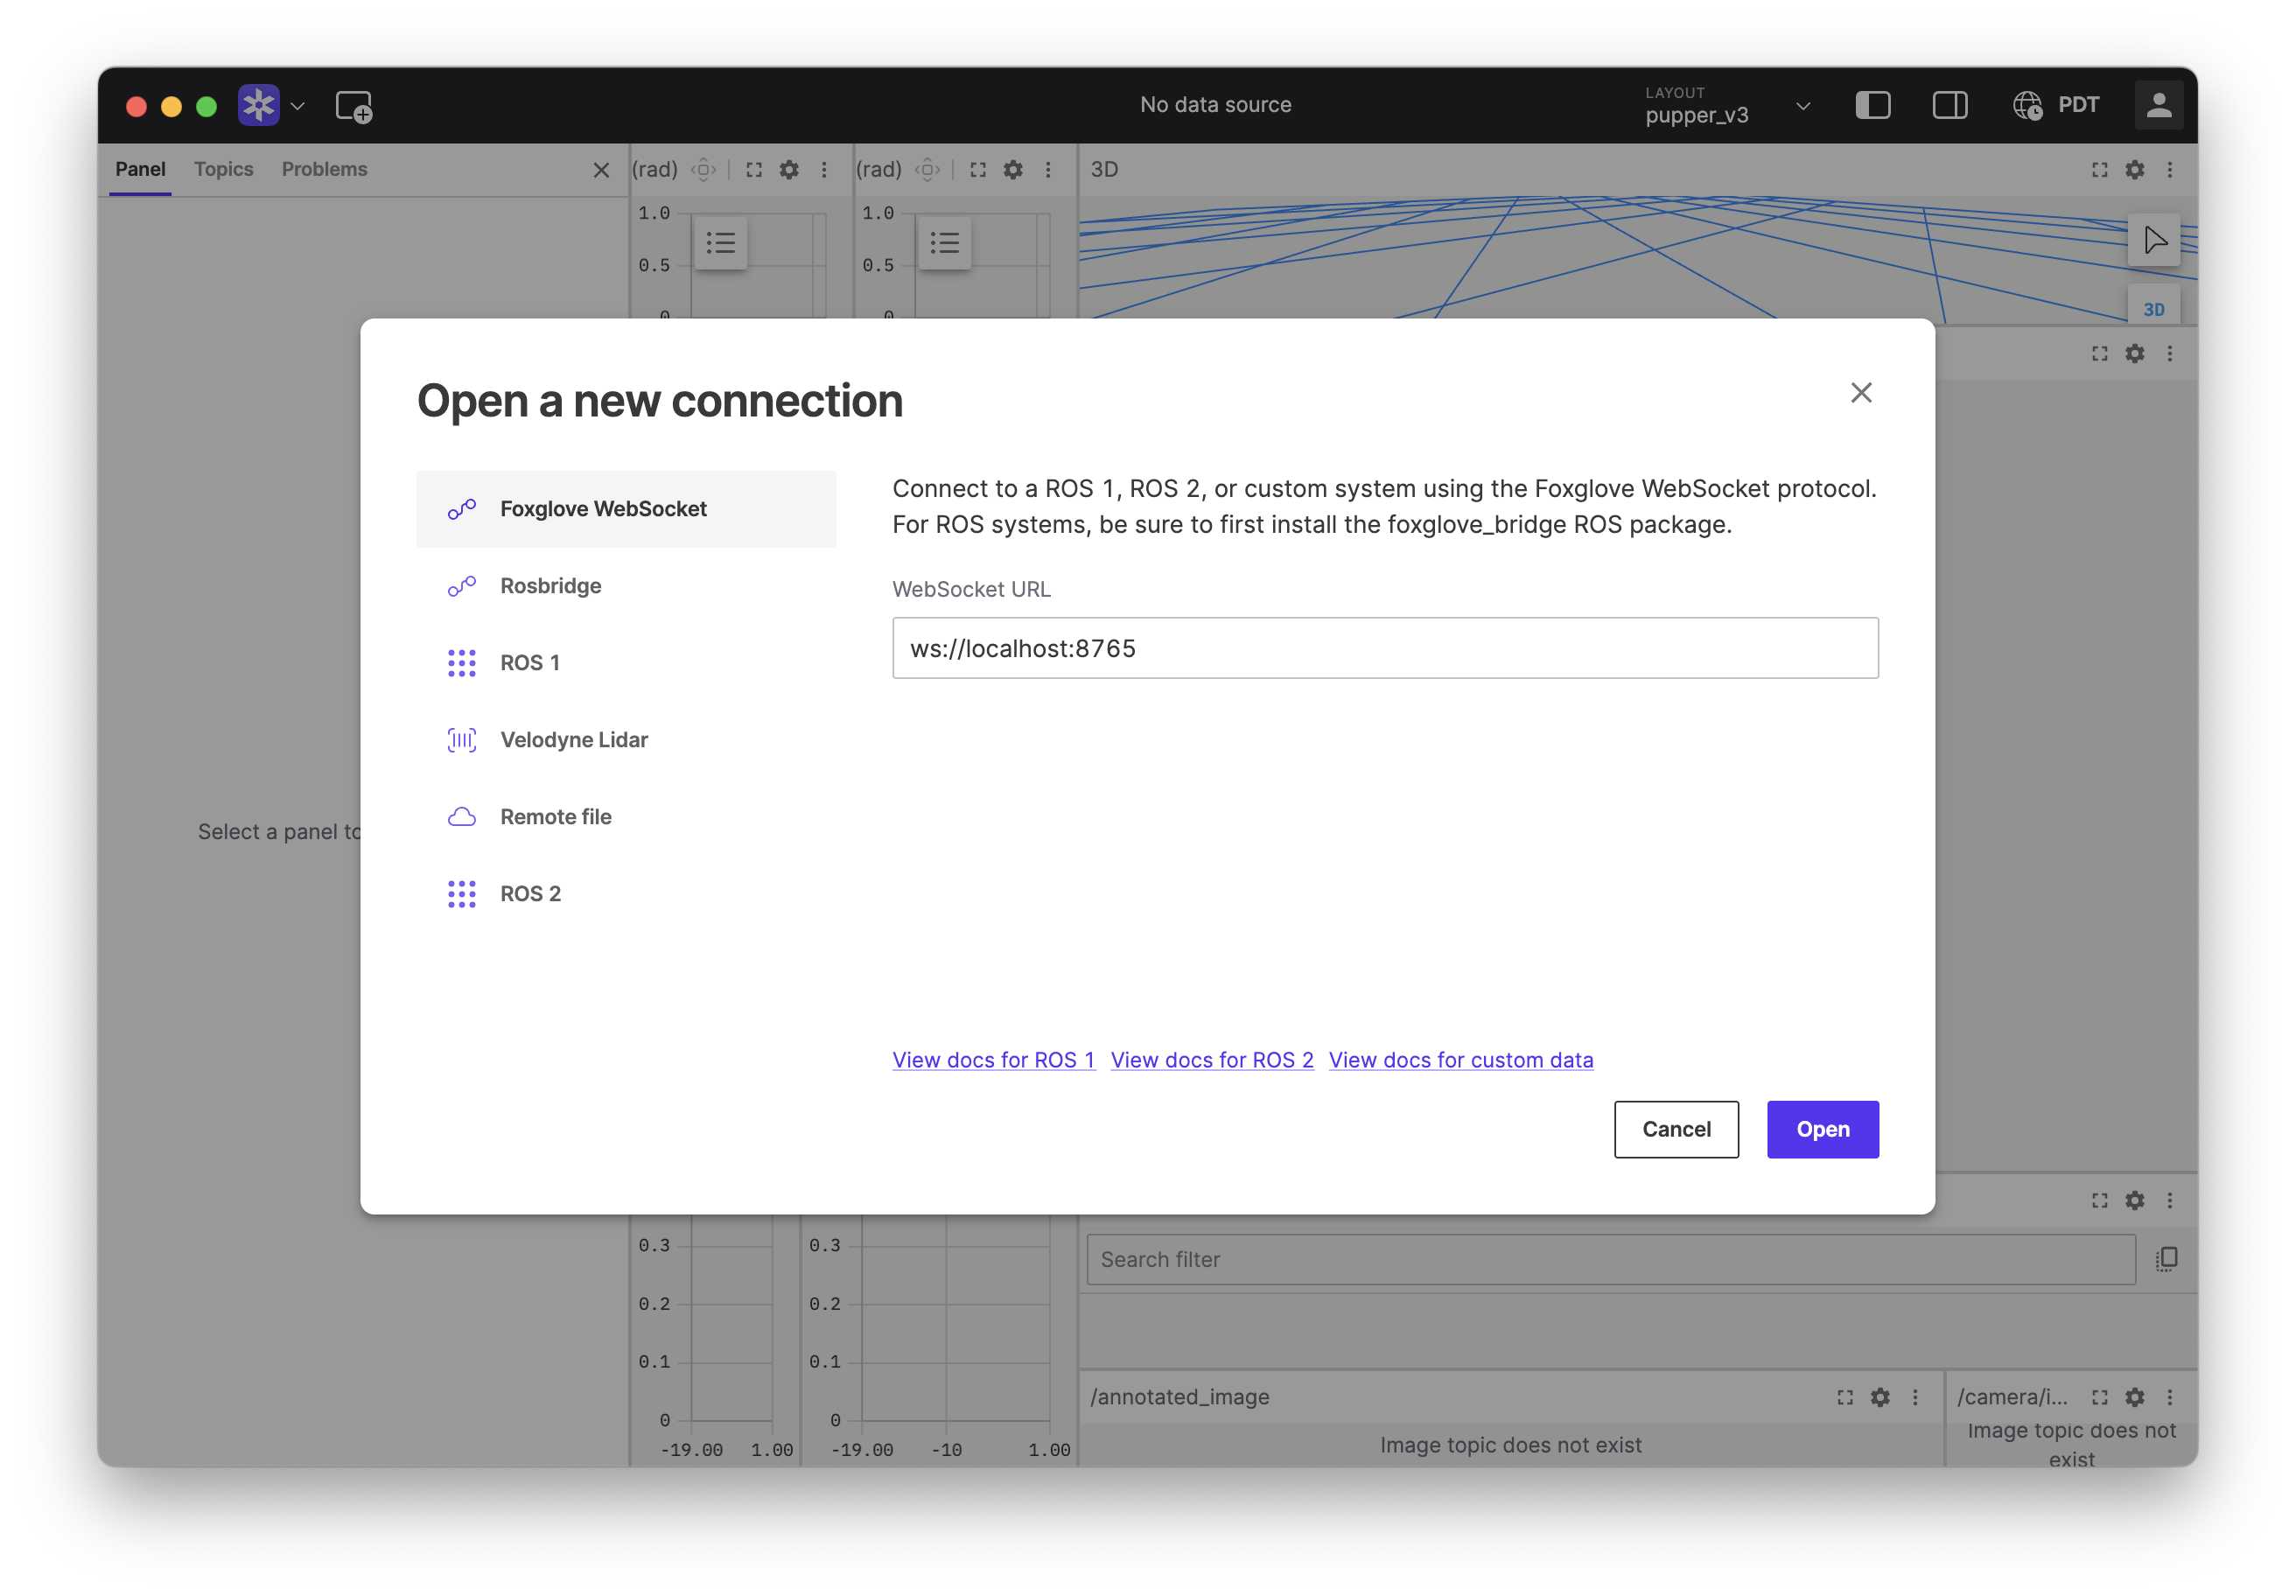 No data source
LAYOUT
pupper_v3
PDT
Panel Topics Problems
(rad)
(rad)
3D
1.0
0.5
0
1.0
0.5
0
3D
Select a panel to
Open a new connection
Foxglove WebSocket
Rosbridge
ROS 1
Velodyne Lidar
Remote file
ROS 2
Connect to a ROS 1, ROS 2, or custom system using the Foxglove WebSocket protocol.
For ROS systems, be sure to first install the foxglove_bridge ROS package.
WebSocket URL
ws://localhost:8765
View docs for ROS 1 View docs for ROS 2 View docs for custom data
Cancel Open
0.3
0.2
0.1
0
-19.00 1.00
0.3
0.2
0.1
0
-19.00 -10 1.00
Search filter
/annotated_image
Image topic does not exist
/camera/i...
Image topic does not
exist